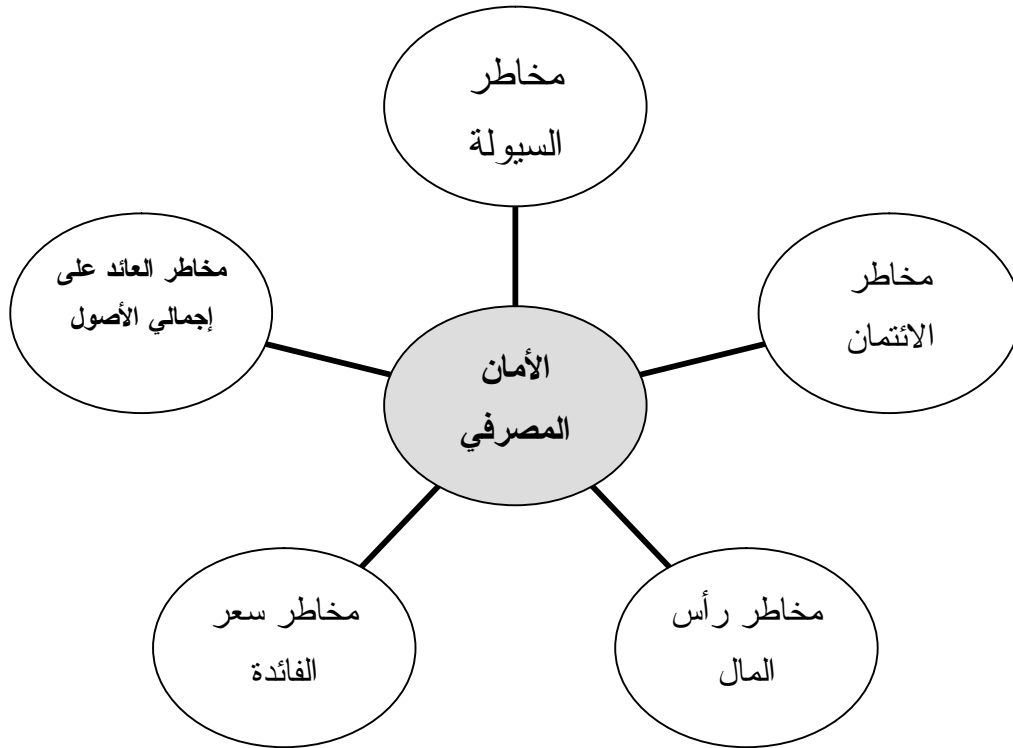 مخاطر
السيولة
مخاطر
الائتمان
مخاطر العائد على
إجمالي الأصول
الأمان
المصرفي
مخاطر رأس
المال
مخاطر سعر
الفائدة